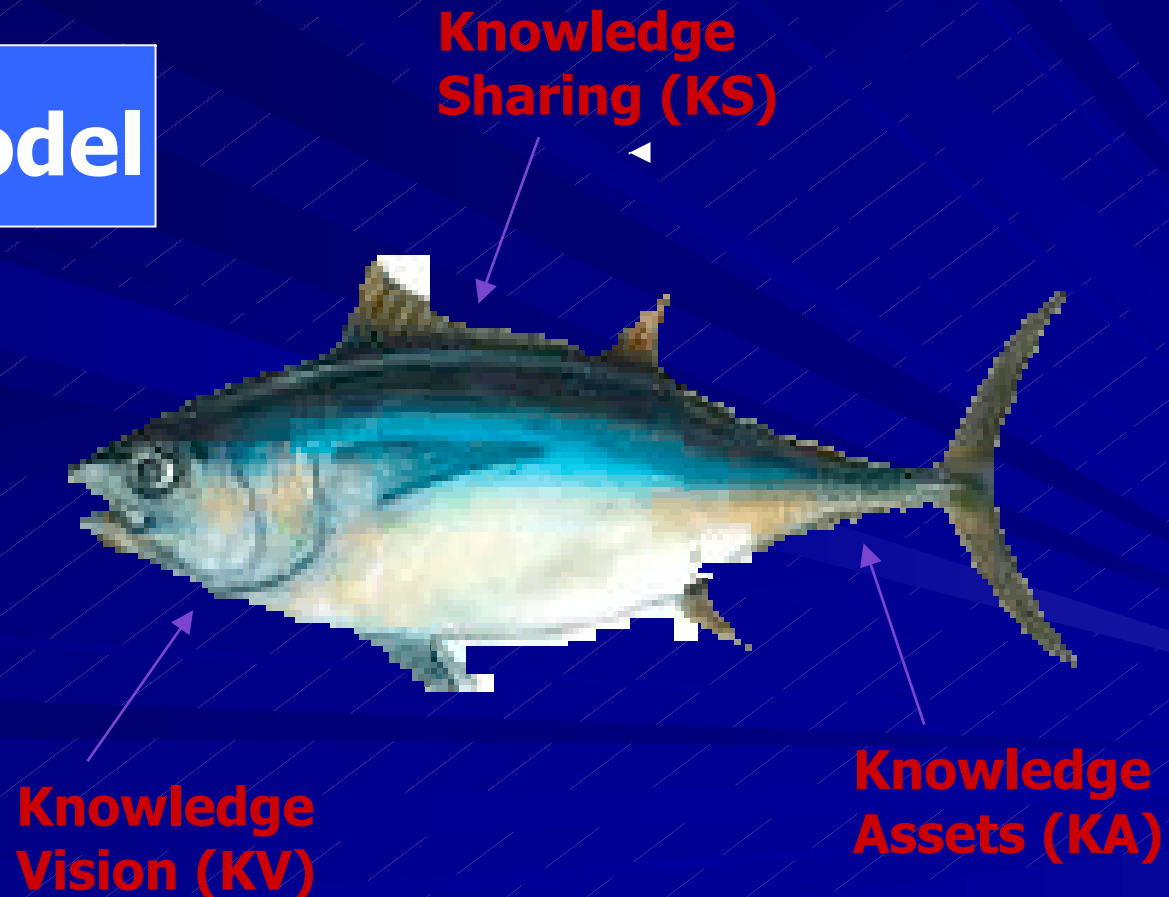 Knowledge
Sharing (KS)
odel
Knowledge
Vision (KV)
Knowledge
Assets (KA)